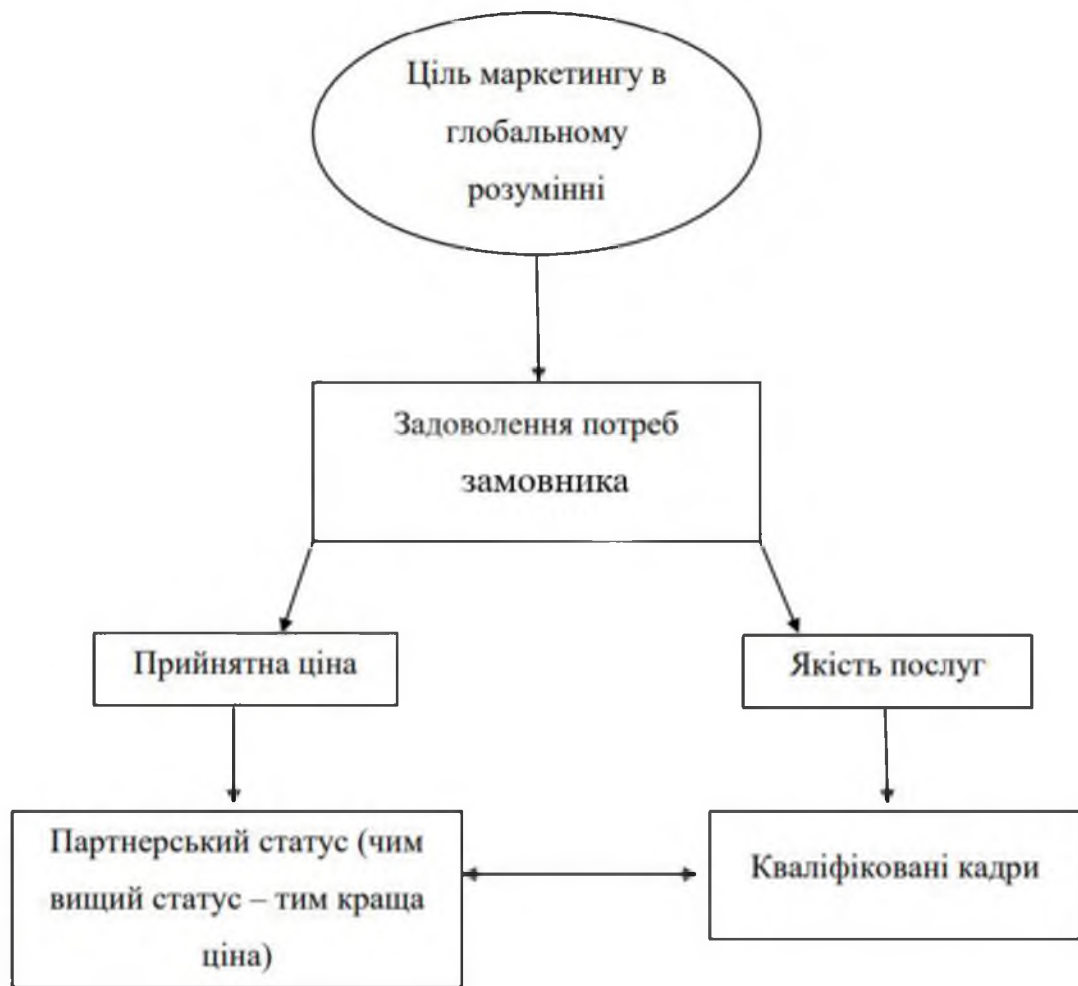 Ціль маркетингу в
глобальному
розумінні
Задоволення потреб
замовника
Прийнятна ціна
Якість послуг
Партнерський статус (чим
вищий статус – тим краща
ціна)
Кваліфіковані кадри